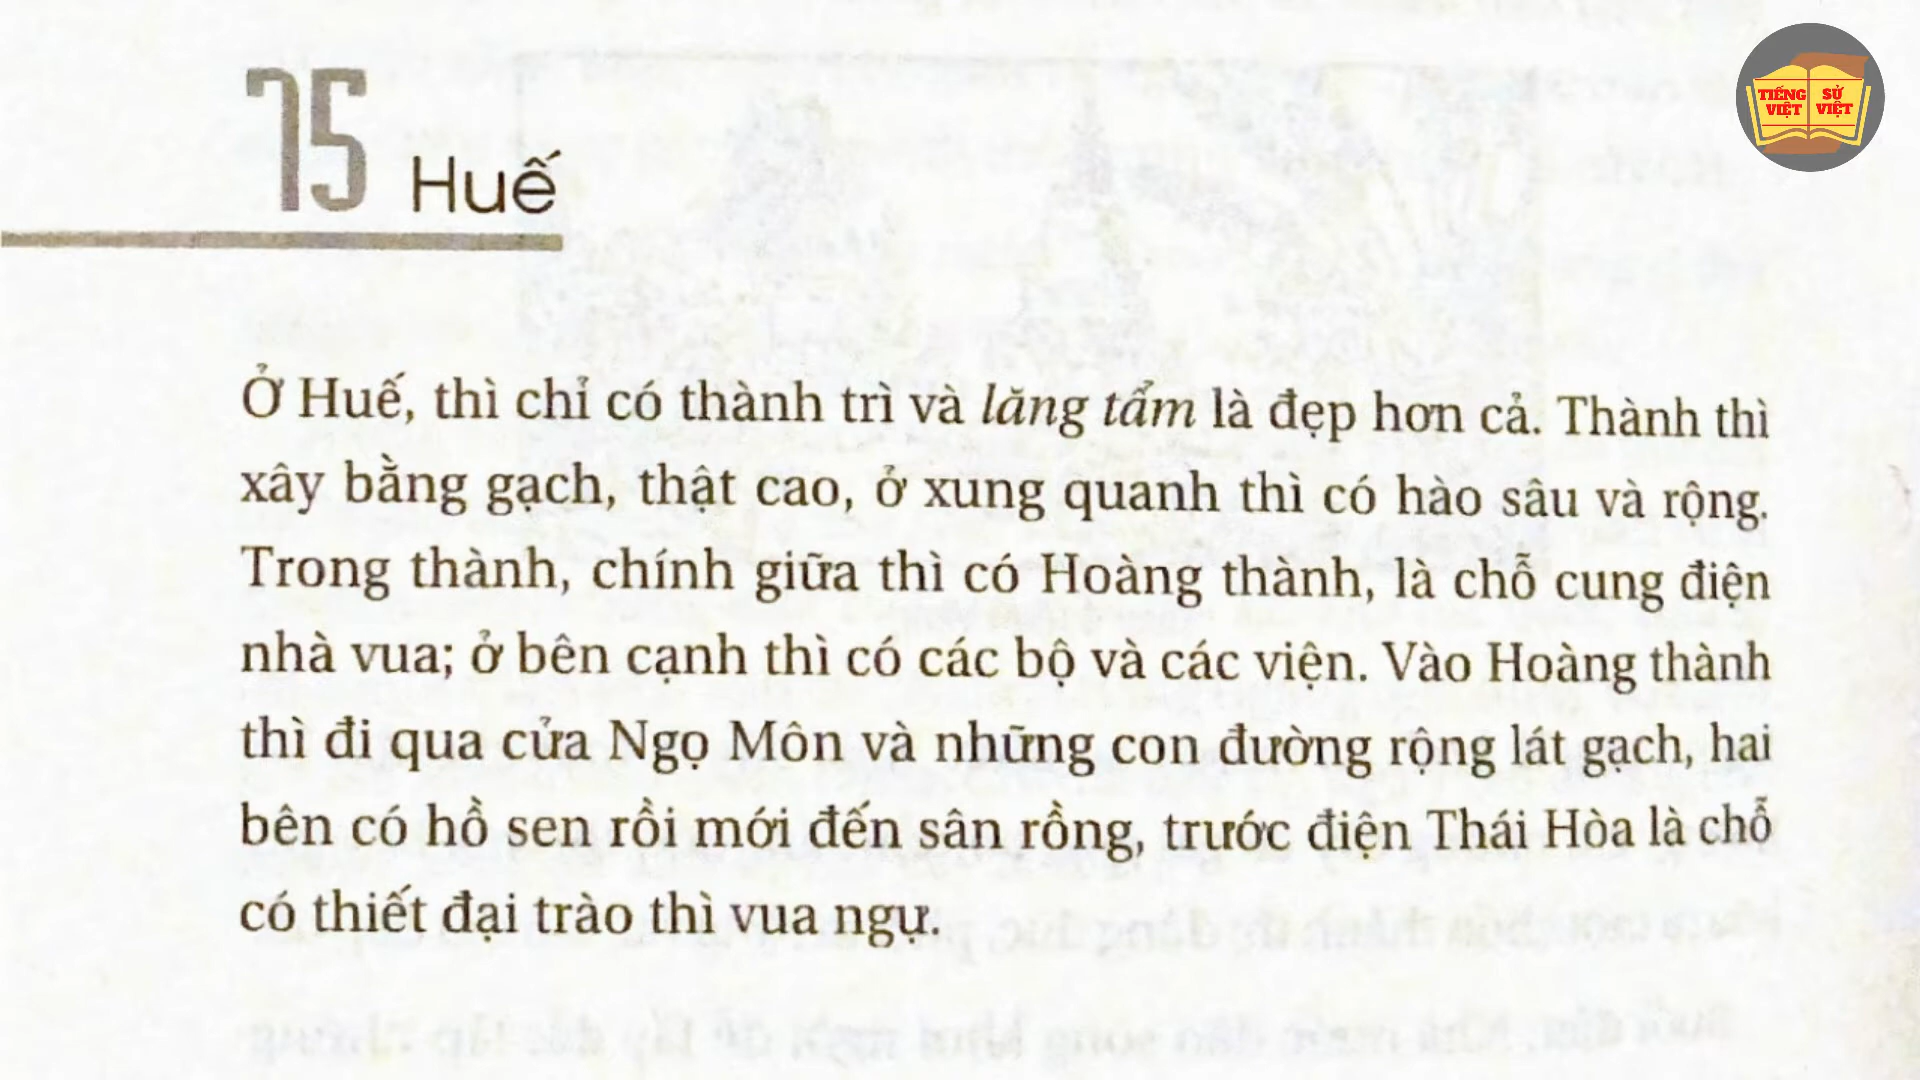 75 Huế
TIẾNG VIỆT
SỬ VIỆT
Ở Huế, thì chỉ có thành trì và lăng tẩm là đẹp hơn cả. Thành thì
xây bằng gạch, thật cao, ở xung quanh thì có hào sâu và rộng.
Trong thành, chính giữa thì có Hoàng thành, là chỗ cung điện
nhà vua; ở bên cạnh thì có các bộ và các viện. Vào Hoàng thành
thì đi qua cửa Ngọ Môn và những con đường rộng lát gạch, hai
bên có hồ sen rồi mới đến sân rồng, trước điện Thái Hòa là chỗ
có thiết đại trào thì vua ngự.